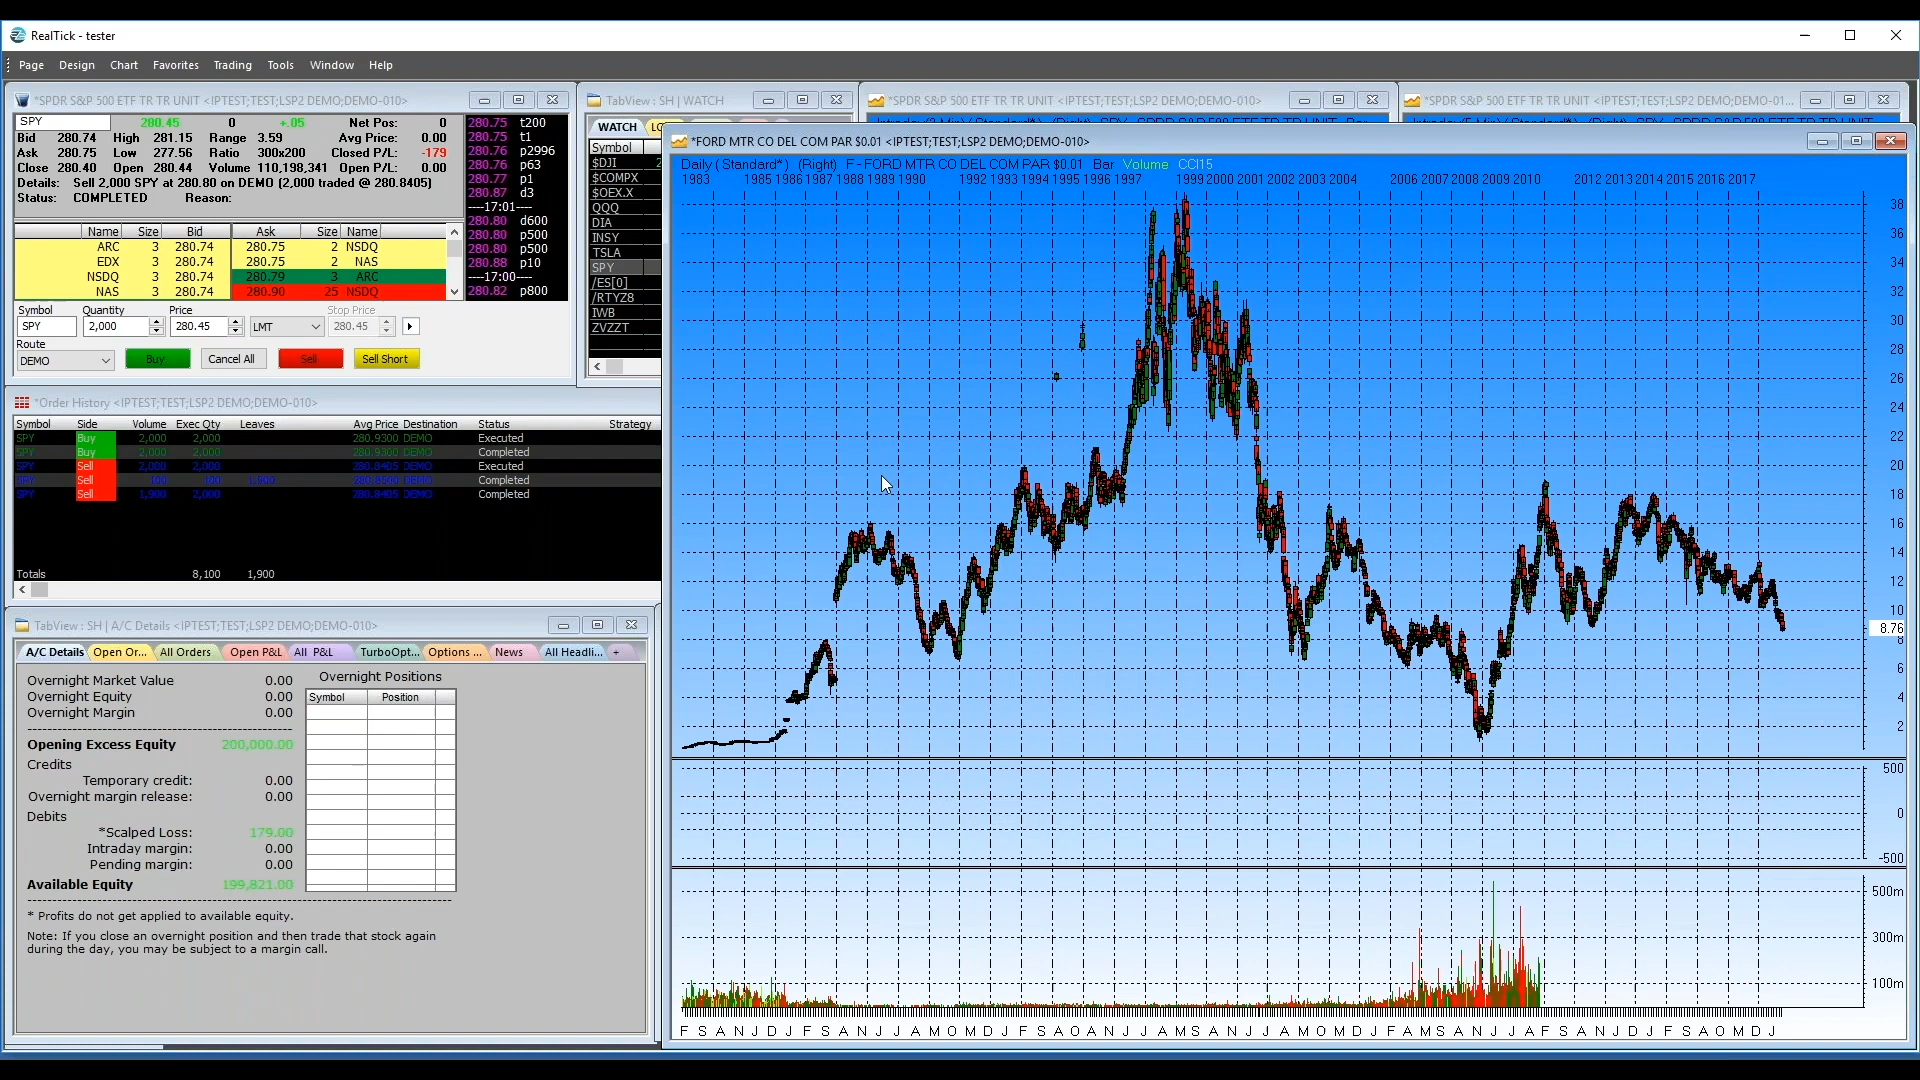 RealTick - tester
Page Design Chart Favorites Trading Tools Window Help
*SPDR S&P 500 ETF TR TR UNIT <IPTEST;TEST;LSP2 DEMO;DEMO-010>
SPY 280.45 0 +.05 Net Pos: 0
Bid 280.74 High 281.15 Range 3.59 Avg Price: 0.00
Ask 280.75 Low 277.56 Ratio 300x200 Closed P/L: -179
Close 280.40 Open 280.44 Volume 110,198,341 Open P/L: 0.00
Details: Sell 2,000 SPY at 280.80 on DEMO (2,000 traded @ 280.8405)
Status: COMPLETED Reason:
Name Size Bid Ask Size Name
ARC 3 280.74 280.75 2 NSDQ
EDX 3 280.74 280.75 2 NAS
NSDQ 3 280.74 280.79 3 ARC
NAS 3 280.74 280.90 25 NSDQ
280.75 t200
280.75 t1
280.76 p2996
280.76 p63
280.77 p1
280.87 d3
----17:01----
280.80 d600
280.80 p500
280.80 p500
280.88 p10
----17:00----
280.82 p800
Symbol Quantity Price Stop Price
SPY 2,000 280.45 LMT 280.45
Route
DEMO Buy Cancel All Sell Sell Short
TabView : SH | WATCH
WATCH
Symbol
$DJI
$COMPX
$OEX.X
QQQ
DIA
INSY
TSLA
SPY
/ES[0]
/RTYZ8
IWB
ZVZZT
*SPDR S&P 500 ETF TR TR UNIT <IPTEST;TEST;LSP2 DEMO;DEMO-010>
*SPDR S&P 500 ETF TR TR UNIT <IPTEST;TEST;LSP2 DEMO;DEMO-01...
*Order History <IPTEST;TEST;LSP2 DEMO;DEMO-010>
Symbol Side Volume Exec Qty Leaves Avg Price Destination Status Strategy
SPY Buy 2,000 2,000 280.9300 DEMO Executed
SPY Buy 2,000 2,000 280.9300 DEMO Completed
SPY Sell 2,000 2,000 280.8405 DEMO Executed
Sell 1,900 DEMO Completed
SPY Sell 1,900 2,000 280.8405 DEMO Completed
Totals 8,100 1,900
TabView : SH | A/C Details <IPTEST;TEST;LSP2 DEMO;DEMO-010>
A/C Details Open Or... All Orders Open P&L All P&L TurboOpt... Options ... News All Headli... +
Overnight Market Value 0.00
Overnight Equity 0.00
Overnight Margin 0.00
Opening Excess Equity 200,000.00
Credits
Temporary credit: 0.00
Overnight margin release: 0.00
Debits
*Scalped Loss: 179.00
Intraday margin: 0.00
Pending margin: 0.00
Available Equity 199,821.00
* Profits do not get applied to available equity.
Note: If you close an overnight position and then trade that stock again
during the day, you may be subject to a margin call.
Overnight Positions
Symbol Position
*FORD MTR CO DEL COM PAR $0.01 <IPTEST;TEST;LSP2 DEMO;DEMO-010>
Daily (Standard*) (Right) F - FORD MTR CO DEL COM PAR $0.01 Bar Volume CCI15
1983 1985 1986 1987 1988 1989 1990 1992 1993 1994 1995 1996 1997 1999 2000 2001 2002 2003 2004 2006 2007 2008 2009 2010 2012 2013 2014 2015 2016 2017
38
36
34
32
30
28
26
24
22
20
18
16
14
12
10
8.76
8
6
4
2
500
0
-500
500m
300m
100m
F S A N J F S A N J F S A N J J A M O M D J F S A O N J J A M S A N J J A M O M D J F A M S A N J A F S A N J D J F S A O M D J